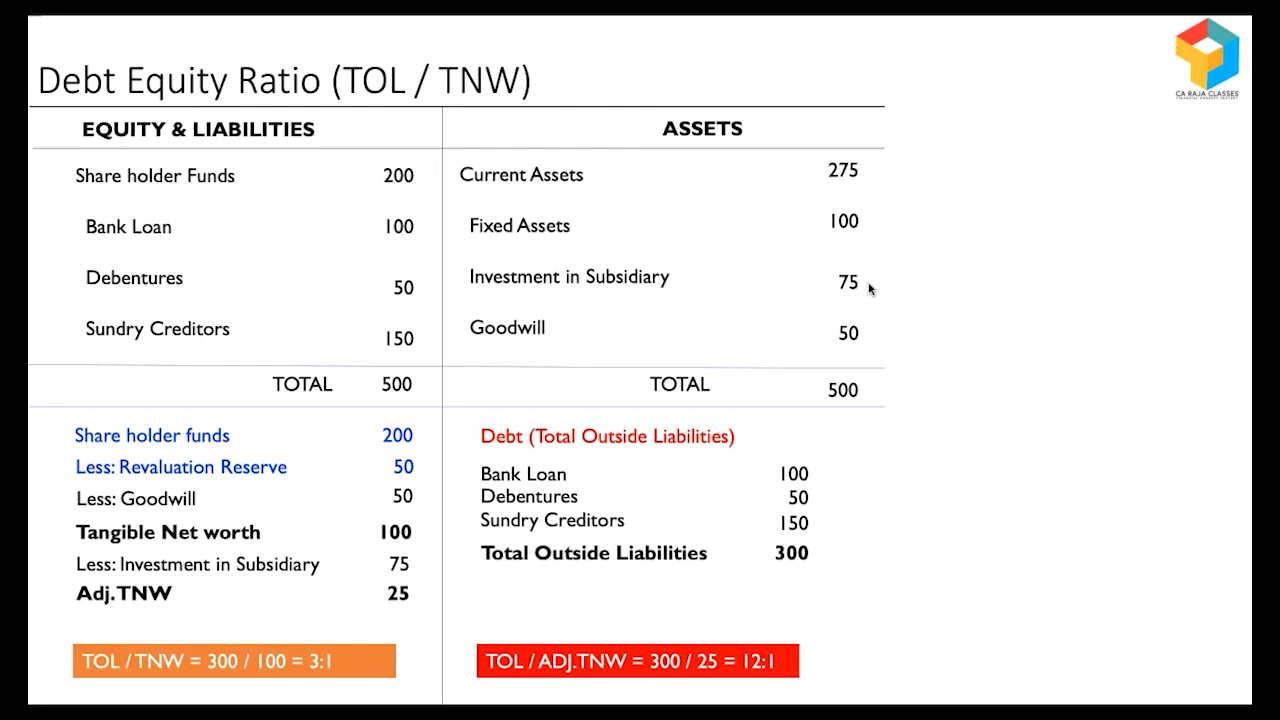 Debt Equity Ratio (TOL / TNW)
CA RAJA CLASSES
EQUITY & LIABILITIES
Share holder Funds 200
Bank Loan 100
Debentures 50
Sundry Creditors 150
TOTAL 500
ASSETS
Current Assets 275
Fixed Assets 100
Investment in Subsidiary 75
Goodwill 50
TOTAL 500
Share holder funds 200
Less: Revaluation Reserve 50
Less: Goodwill 50
Tangible Net worth 100
Less: Investment in Subsidiary 75
Adj.TNW 25
TOL / TNW = 300 / 100 = 3:1
Debt (Total Outside Liabilities)
Bank Loan 100
Debentures 50
Sundry Creditors 150
Total Outside Liabilities 300
TOL / ADJ.TNW = 300 / 25 = 12:1